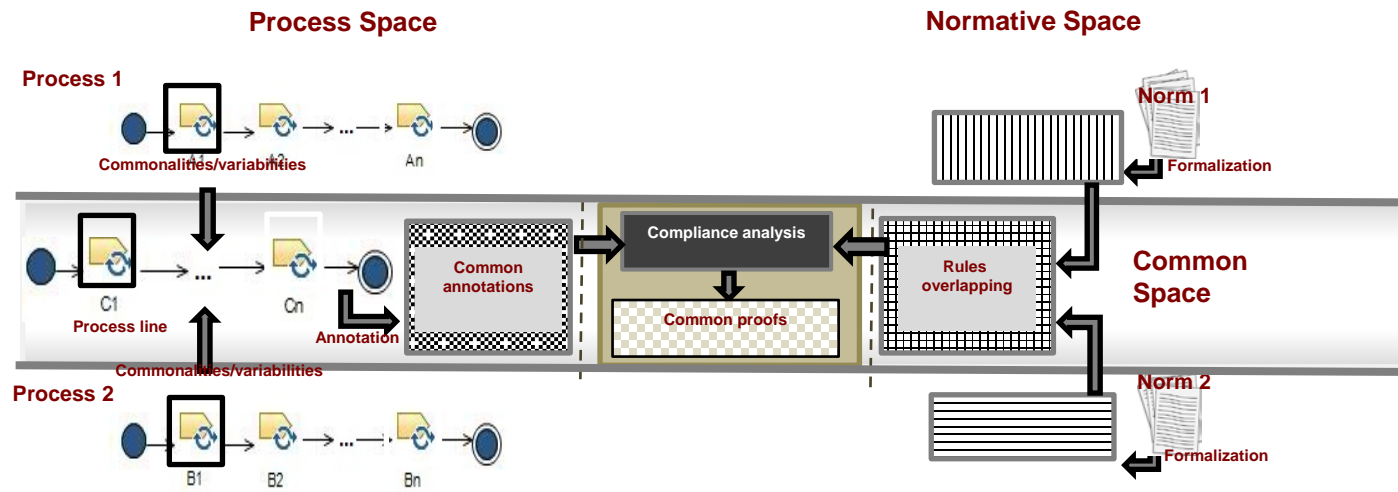 Process Space
Normative Space
Process 1
Norm 1
A1
A2
...
An
Commonalities/variabilities
Formalization
C1
...
Cn
Process line
Annotation
Common
annotations
Compliance analysis
Common proofs
Rules
overlapping
Common
Space
Commonalities/variabilities
Process 2
Norm 2
B1
B2
...
Bn
Formalization